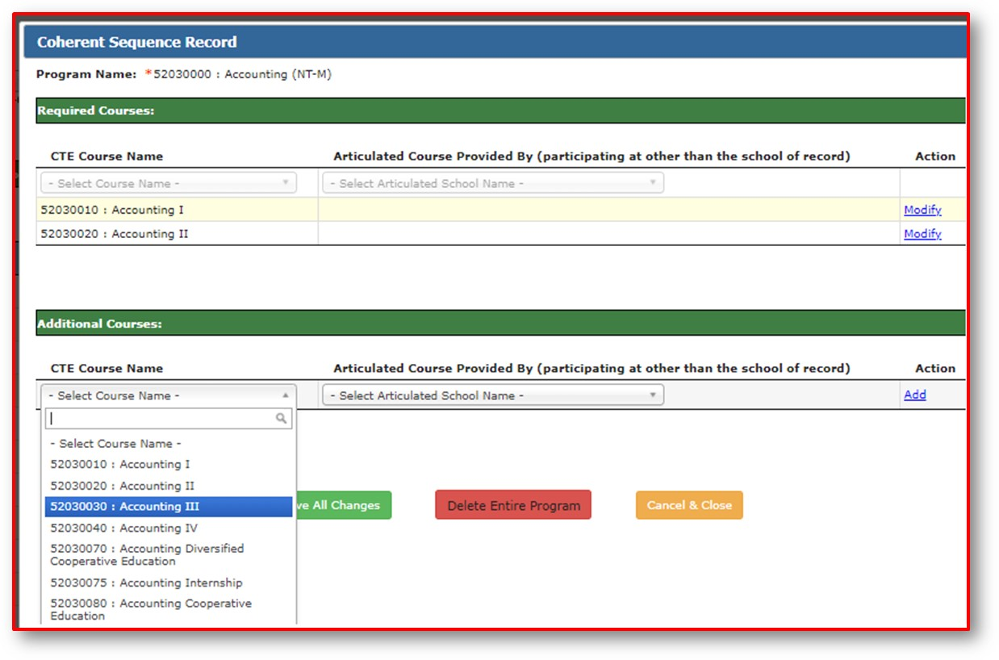 Coherent Sequence Record
Program Name: *52030000 : Accounting (NT-M)
Required Courses:
CTE Course Name Articulated Course Provided By (participating at other than the school of record) Action
- Select Course Name - - Select Articulated School Name -
52030010 : Accounting I Modify
52030020 : Accounting II Modify
Additional Courses:
CTE Course Name Articulated Course Provided By (participating at other than the school of record) Action
- Select Course Name - - Select Articulated School Name - Add
- Select Course Name -
52030010 : Accounting I
52030020 : Accounting II
52030030 : Accounting III
All Changes Delete Entire Program Cancel & Close
52030040 : Accounting IV
52030070 : Accounting Diversified
Cooperative Education
52030075 : Accounting Internship
52030080 : Accounting Cooperative
Education